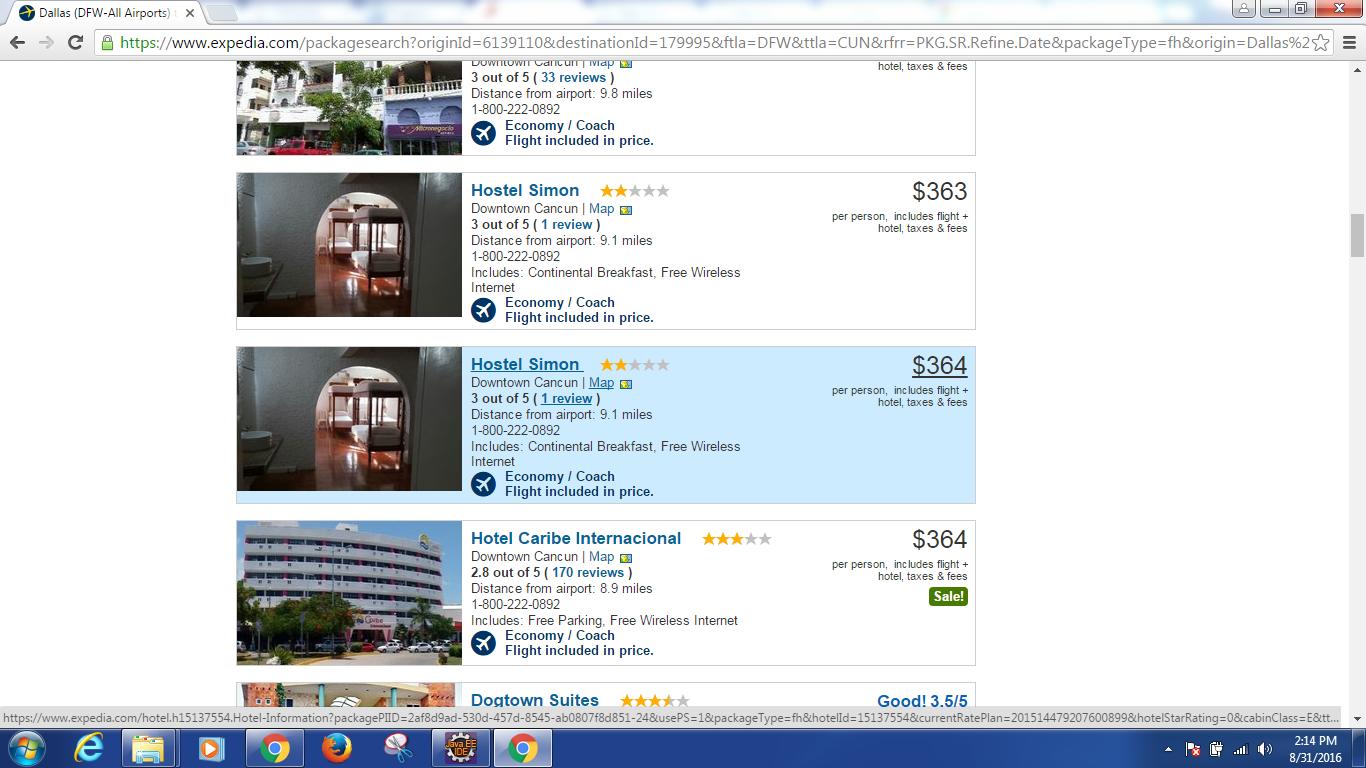 Dallas (DFW-All Airports) t
https://www.expedia.com/packagesearch?originId=6139110&destinationId=179995&ftla=DFW&ttla=CUN&rfrr=PKG.SR.Refine.Date&packageType=fh&origin=Dallas%2
Downtown Cancun | Map
3 out of 5 ( 33 reviews )
Distance from airport: 9.8 miles
1-800-222-0892
Economy / Coach
Flight included in price.
hotel, taxes & fees
Micronegocio
Hostel Simon
Downtown Cancun | Map
3 out of 5 ( 1 review )
Distance from airport: 9.1 miles
1-800-222-0892
Includes: Continental Breakfast, Free Wireless
Internet
Economy / Coach
Flight included in price.
$363
per person, includes flight +
hotel, taxes & fees
Hostel Simon
Downtown Cancun | Map
3 out of 5 ( 1 review )
Distance from airport: 9.1 miles
1-800-222-0892
Includes: Continental Breakfast, Free Wireless
Internet
Economy / Coach
Flight included in price.
$364
per person, includes flight +
hotel, taxes & fees
Hotel Caribe Internacional
Downtown Cancun | Map
2.8 out of 5 ( 170 reviews )
Distance from airport: 8.9 miles
1-800-222-0892
Includes: Free Parking, Free Wireless Internet
Economy / Coach
Flight included in price.
$364
per person, includes flight +
hotel, taxes & fees
Sale!
Caribe
Dogtown Suites
Good! 3.5/5
https://www.expedia.com/hotel.h15137554.Hotel-Information?packagePIID=2af8d9ad-530d-457d-8545-ab0807f8d851-24&usePS=1&packageType=fh&hotelId=15137554&currentRatePlan=201514479207600899&hotelStarRating=0&cabinClass=E&tt...
Java EE
IDE
2:14 PM
8/31/2016